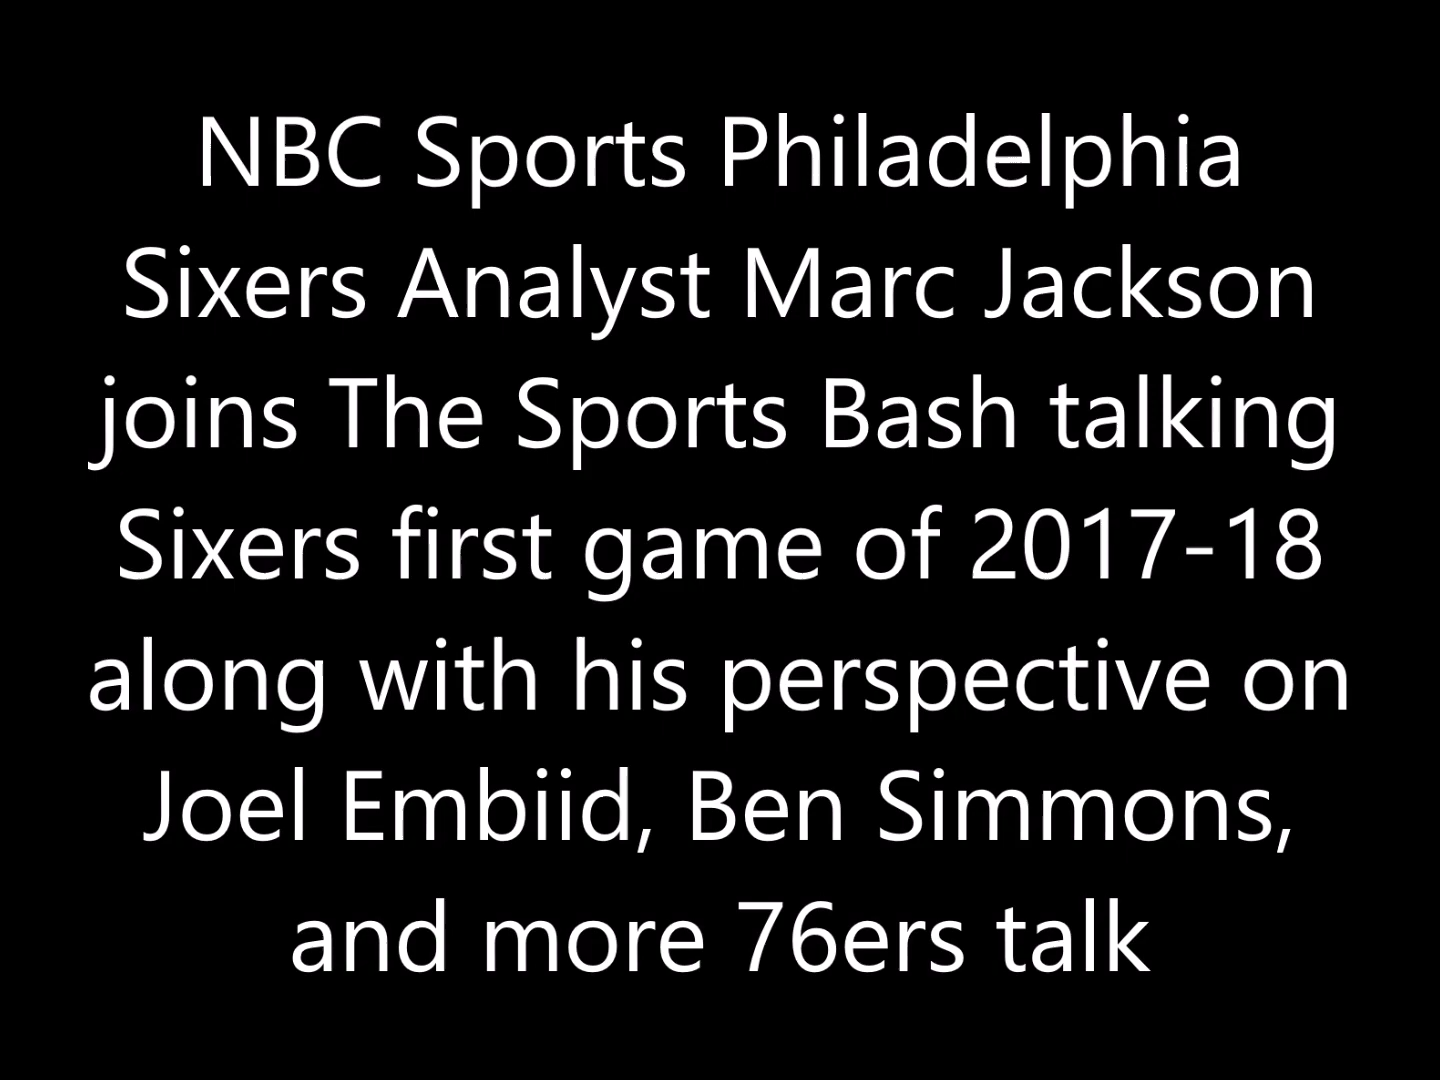 NBC Sports Philadelphia
Sixers Analyst Marc Jackson
joins The Sports Bash talking
Sixers first game of 2017-18
along with his perspective on
Joel Embiid, Ben Simmons,
and more 76ers talk